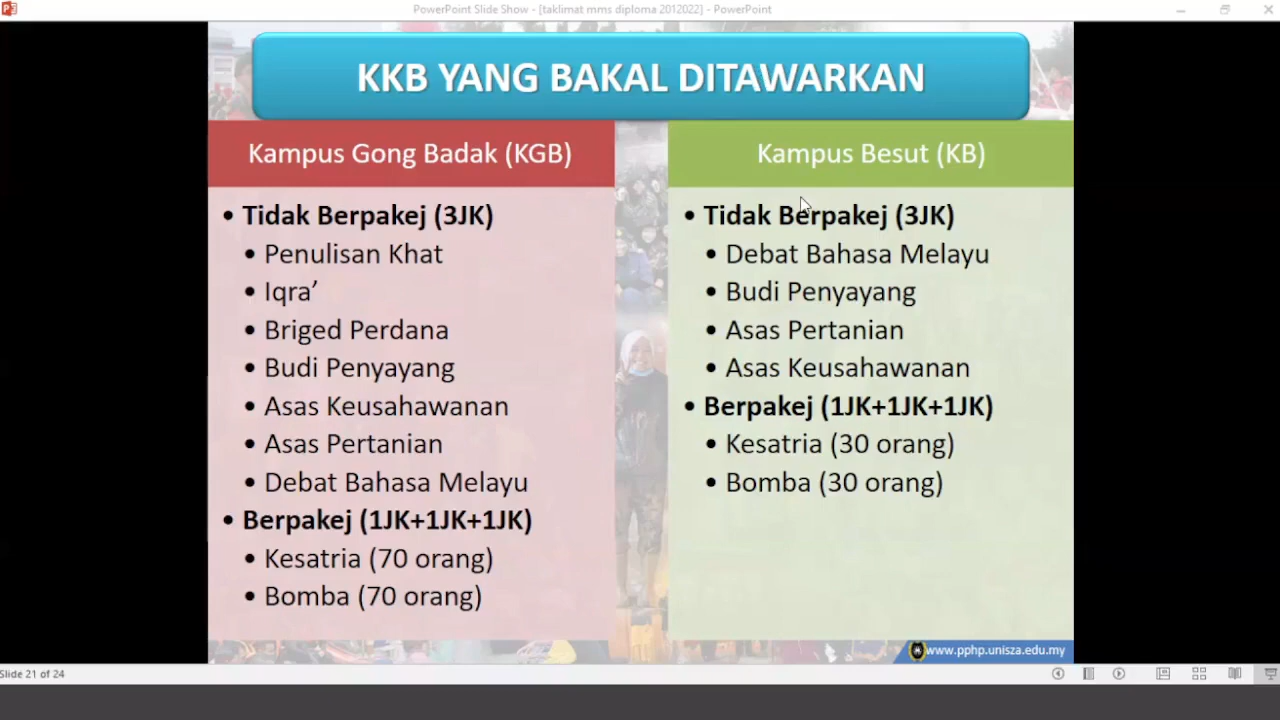 PowerPoint Slide Show - [taklimat mms diploma 2012022] - PowerPoint
KKB YANG BAKAL DITAWARKAN
Kampus Gong Badak (KGB)
• Tidak Berpakej (3JK)
• Penulisan Khat
• Iqra’
• Briged Perdana
• Budi Penyayang
• Asas Keusahawanan
• Asas Pertanian
• Debat Bahasa Melayu
• Berpakej (1JK+1JK+1JK)
• Kesatria (70 orang)
• Bomba (70 orang)
Kampus Besut (KB)
• Tidak Berpakej (3JK)
• Debat Bahasa Melayu
• Budi Penyayang
• Asas Pertanian
• Asas Keusahawanan
• Berpakej (1JK+1JK+1JK)
• Kesatria (30 orang)
• Bomba (30 orang)
www.pphp.unisza.edu.my
Slide 21 of 24